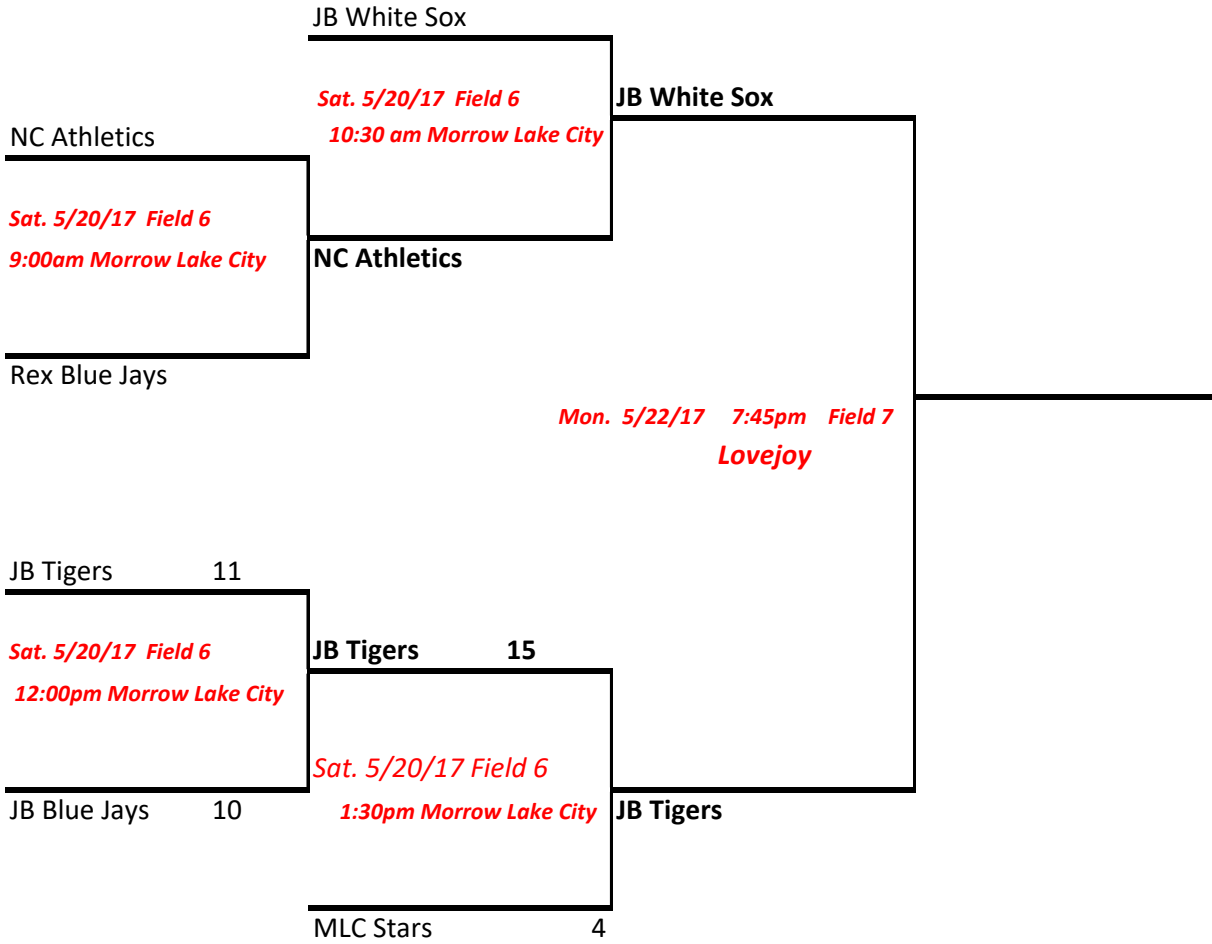 JB White Sox
Sat. 5/20/17 Field 6
10:30 am Morrow Lake City
JB White Sox
NC Athletics
Sat. 5/20/17 Field 6
9:00am Morrow Lake City
NC Athletics
Rex Blue Jays
Mon. 5/22/17 7:45pm Field 7
Lovejoy
JB Tigers 11
Sat. 5/20/17 Field 6
12:00pm Morrow Lake City
JB Tigers 15
JB Blue Jays 10
Sat. 5/20/17 Field 6
1:30pm Morrow Lake City
JB Tigers
MLC Stars 4